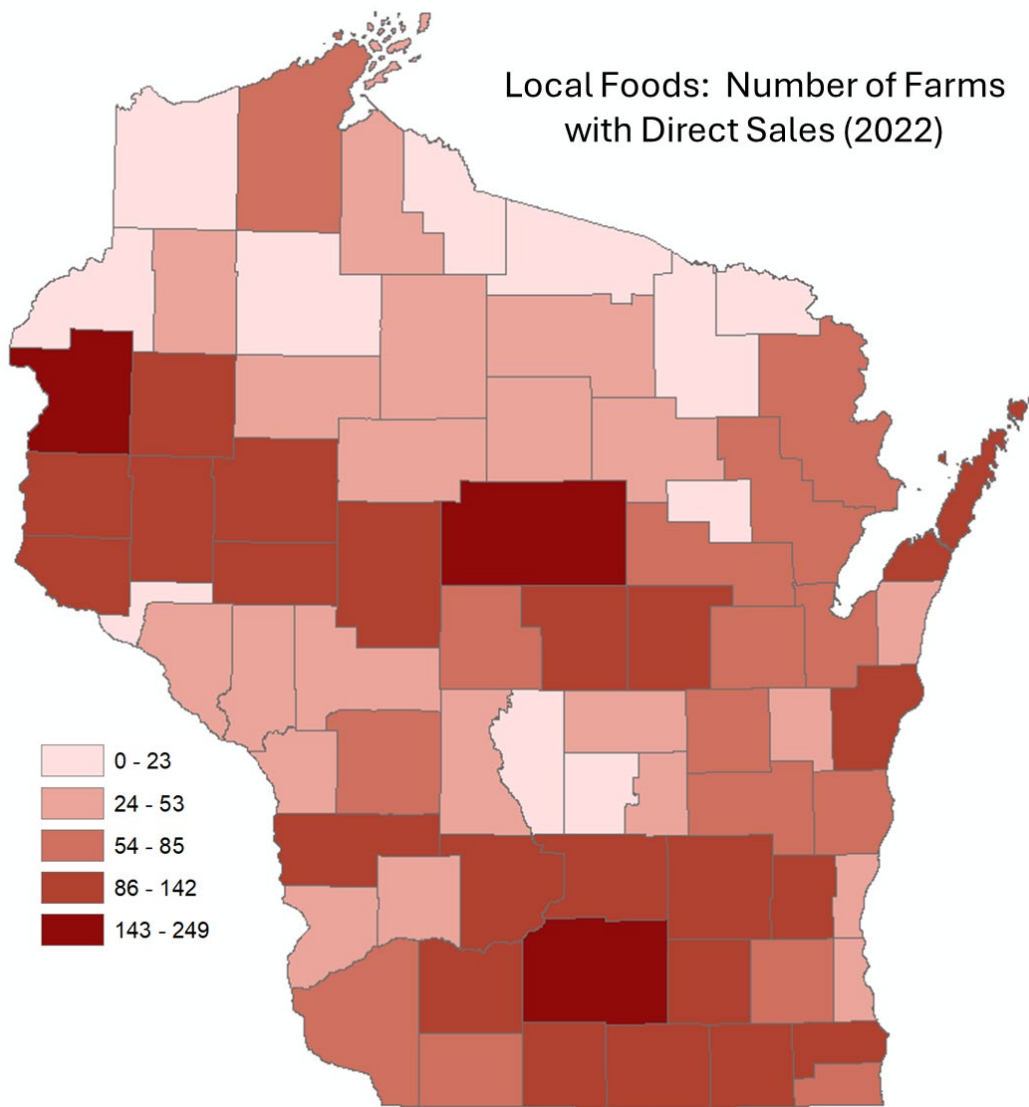 Local Foods: Number of Farms
with Direct Sales (2022)
0 - 23
24 - 53
54 - 85
86 - 142
143 - 249